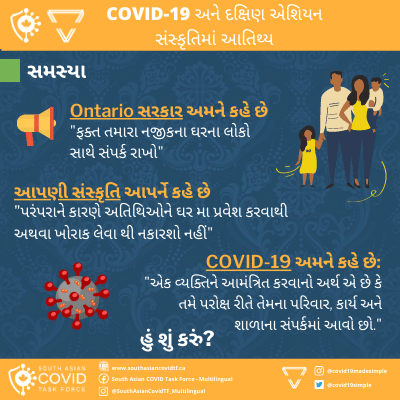 COVID-19 અને દક્ષિણ એશિયન
સંસ્કૃતિમાં આતિથ્ય
સમસ્યા
Ontario સરકાર અમને કહે છે
"ફક્ત તમારા નજીકના ઘરના લોકો
સાથે સંપર્ક રાખો"
આપણી સંસ્કૃતિ આપર્ને કહે છે
"પરંપરાને કારણે અતિથિઓને ઘર મા પ્રવેશ કરવાથી
અથવા ખોરાક લેવા થી નકારશો નહીં"
COVID-19 અમને કહે છે:
"એક વ્યક્તિને આમંત્રિત કરવાનો અર્થ એ છે કે
તમે પરોક્ષ રીતે તેમના પરિવાર, કાર્ય અને
શાળાના સંપર્કમાં આવો છો."
હું શું કરું?
SOUTH ASIAN
COVID
TASK FORCE
www.southasiancovidtf.ca
South Asian COVID Task Force - Multilingual
@SouthAsianCovidTF_Multilingual
@covid19madesimple
@covid19simple